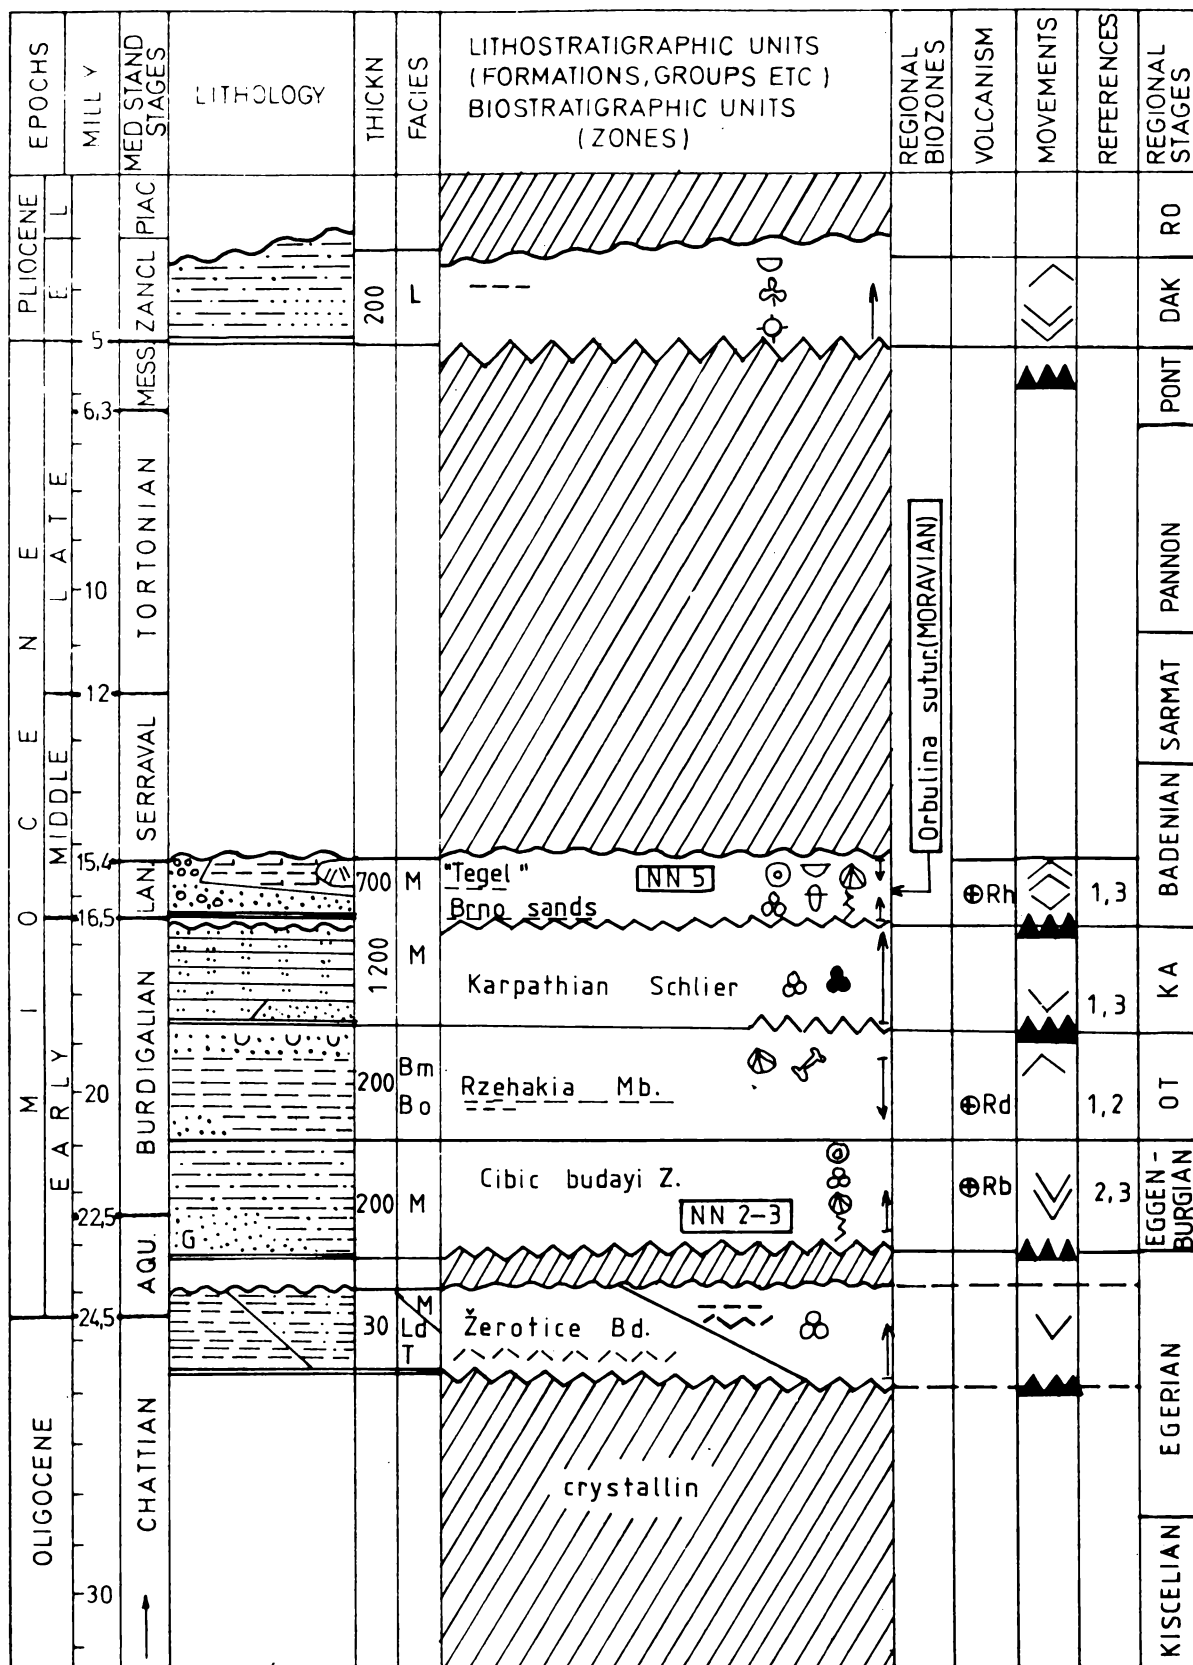 EPOCHS
MILL Y
MED STAND
STAGES
LITHOLOGY
THICKN
FACIES
LITHOSTRATIGRAPHIC UNITS
(FORMATIONS, GROUPS ETC )
BIOSTRATIGRAPHIC UNITS
(ZONES)
REGIONAL
BIOZONES
VOLCANISM
MOVEMENTS
REFERENCES
REGIONAL
STAGES
PLIOCENE
L
E
PIAC
ZANCL
200
L
RO
DAK
5
MESS
PONT
6,3
MIOCENE
LATE
TORTONIAN
10
PANNON
Orbulina sutur.(MORAVIAN)
12
SARMAT
MIDDLE
SERRAVAL
BADENIAN
15,4
LAN.
700
M
"Tegel"
NN 5
Brno sands
Rh
1,3
16,5
1200
M
Karpathian Schlier
1,3
KA
EARLY
BURDIGALIAN
20
200
Bm
Bo
Rzehakia Mb.
Rd
1,2
OT
200
M
Cibic budayi Z.
NN 2-3
Rb
2,3
EGGEN-
BURGIAN
22,5
G
AQU.
24,5
30
M
Ld
T
Žerotice Bd.
EGERIAN
OLIGOCENE
CHATTIAN
crystallin
30
KISCELIAN